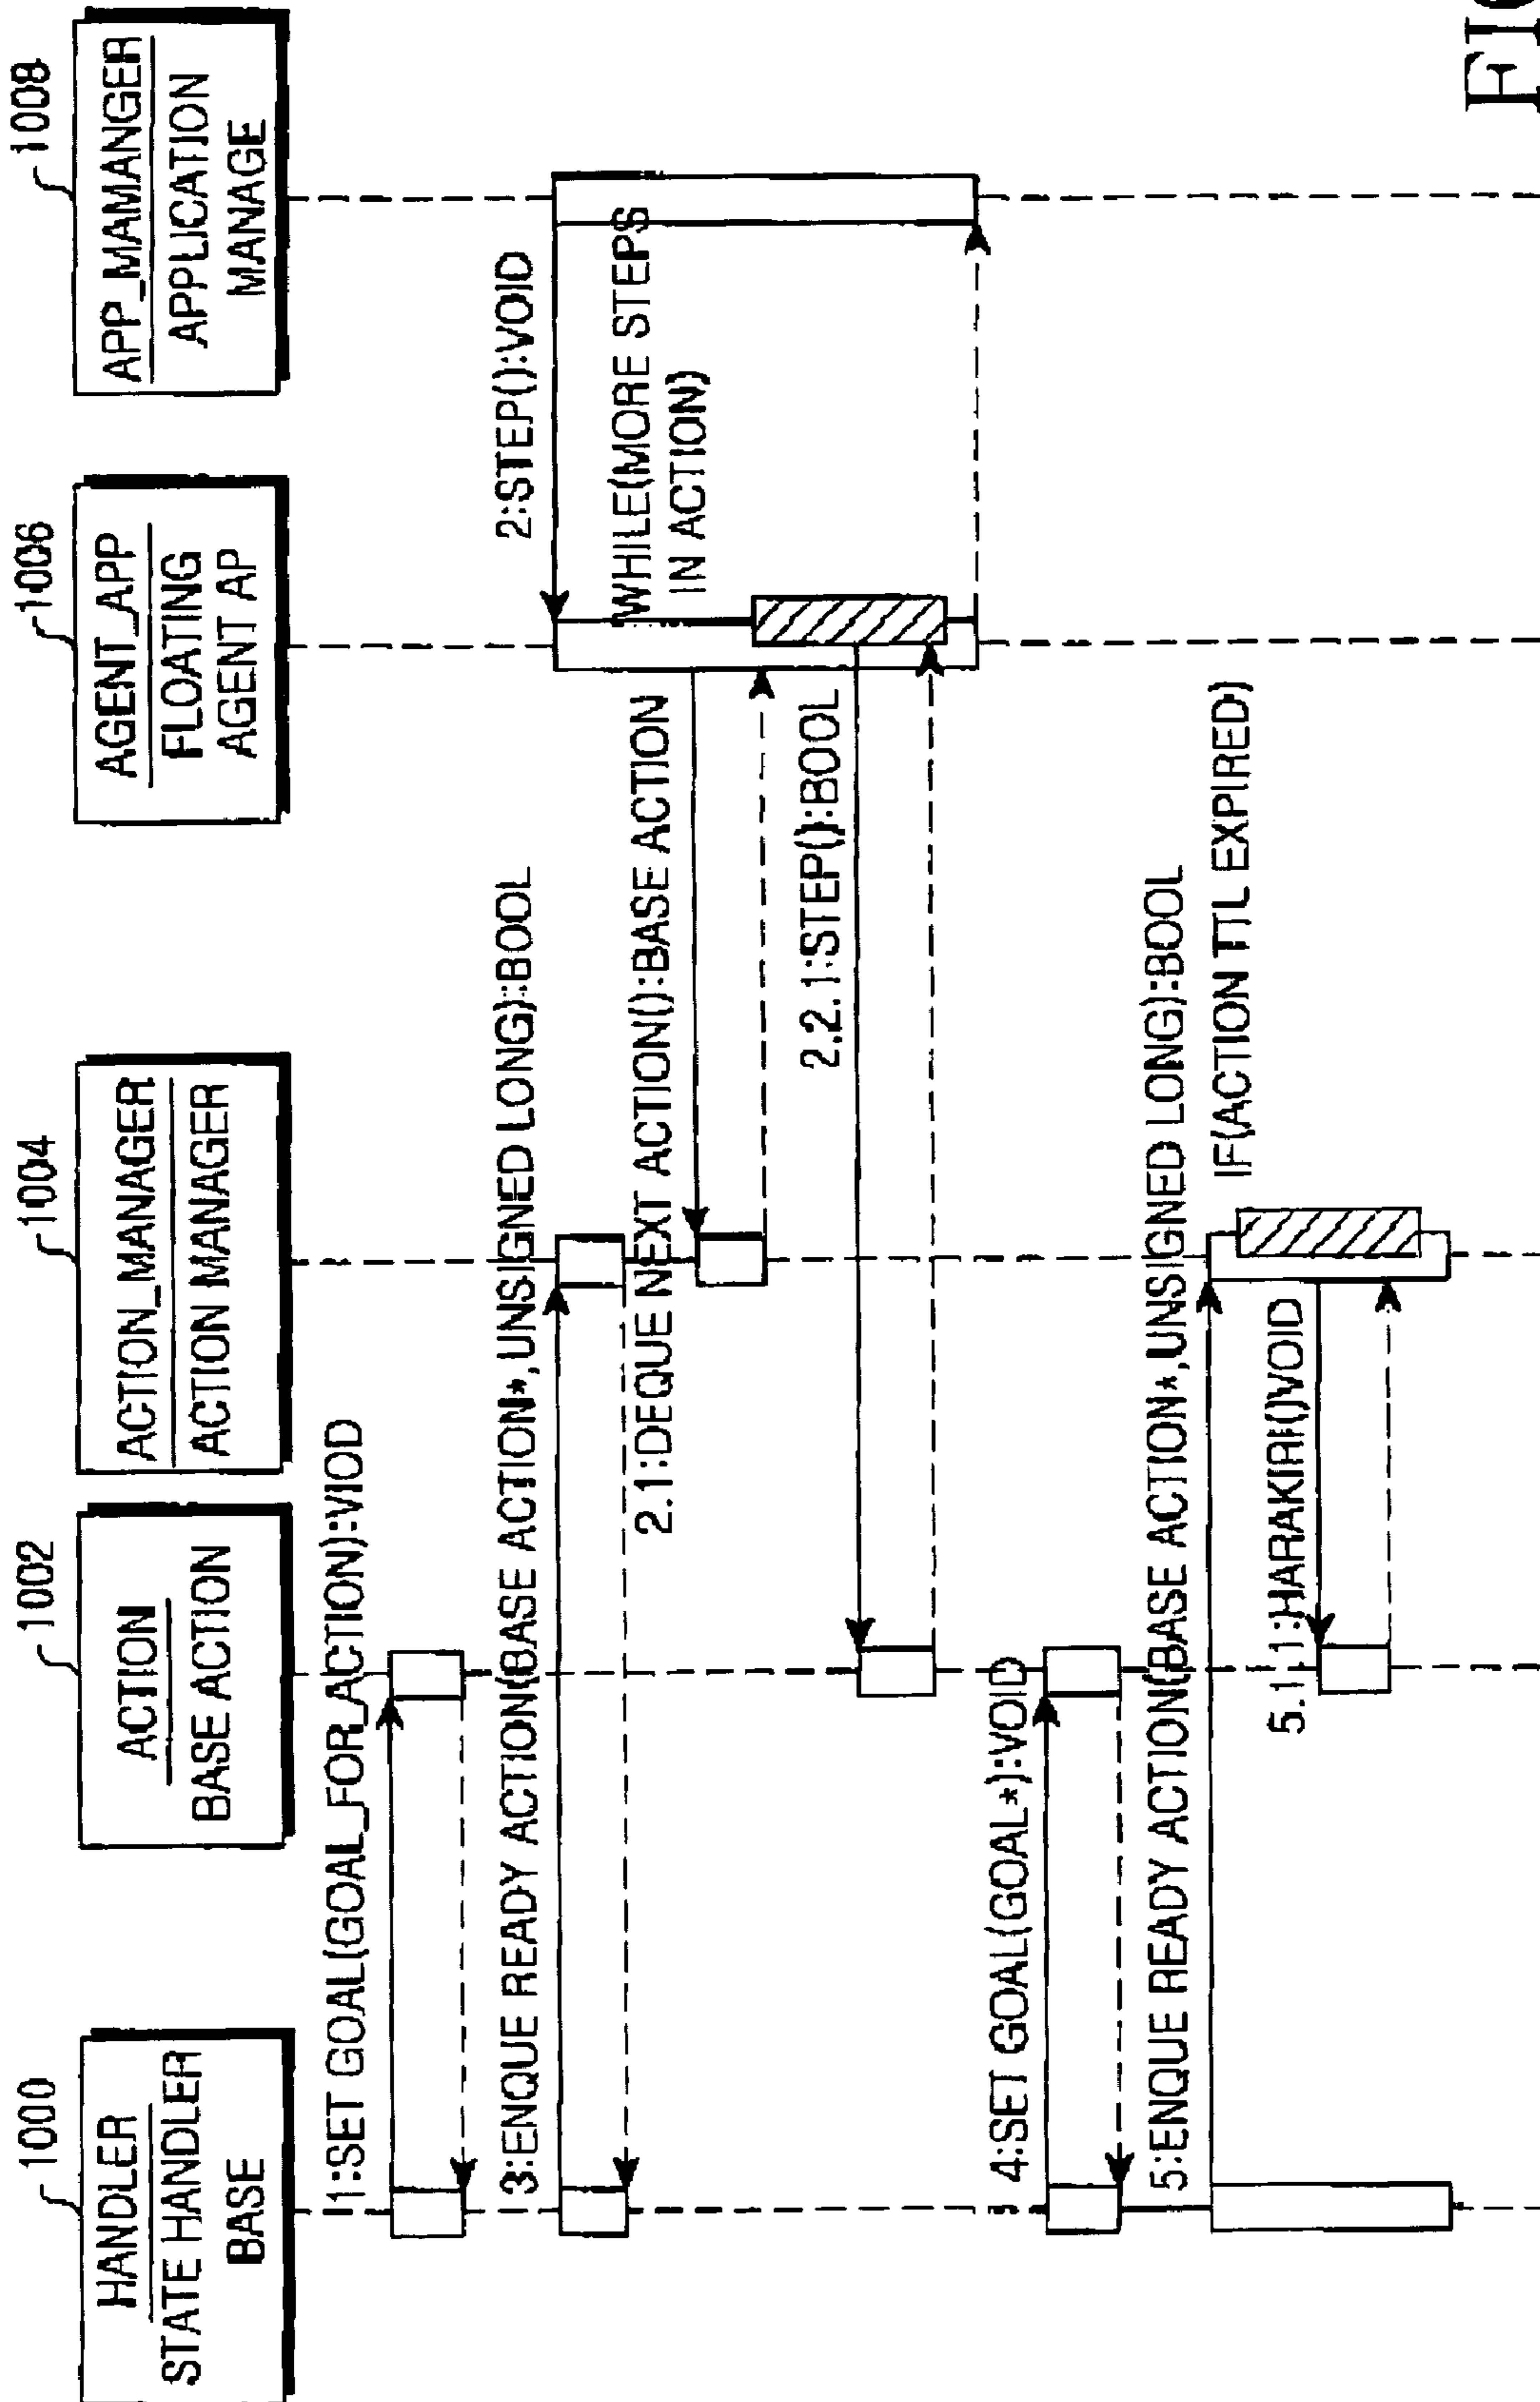 1000
HANDLER
STATE HANDLER
BASE
1002
ACTION
BASE ACTION
1004
ACTION_MANAGER
ACTION MANAGER
1006
AGENT_APP
FLOATING
AGENT AP
1008
APP_MAMANGER
APPLICATION
MANAGE
1:SET GOAL(GOAL_FOR_ACTION):VIOD
3:ENQUE READY ACTION(BASE ACTION*,UNSIGNED LONG):BOOL
2:STEP():VOID
WHILE(MORE STEPS
IN ACTION)
2.1:DEQUE NEXT ACTION():BASE ACTION
2.2.1:STEP():BOOL
4:SET GOAL(GOAL*):VOID
5:ENQUE READY ACTION(BASE ACTION*,UNSIGNED LONG):BOOL
IF(ACTION TTL EXPIRED)
5.1.1:HARAKIRI()VOID